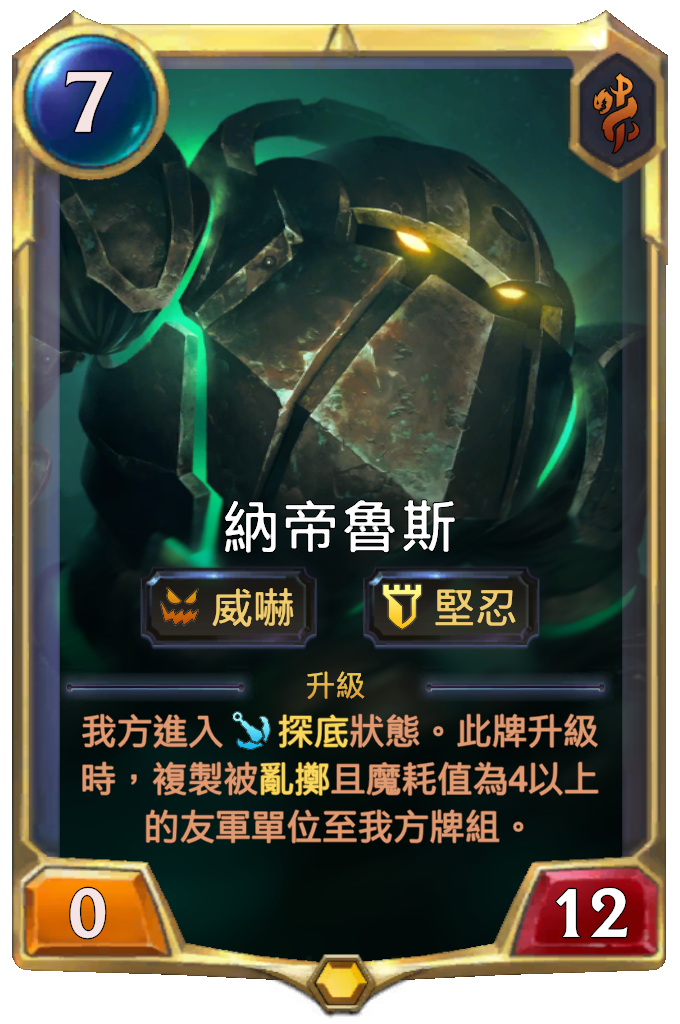 7
納帝魯斯
威嚇 堅忍
升級
我方進入探底狀態。此牌升級
時，複製被亂擲且魔耗值為4以上
的友軍單位至我方牌組。
0 12